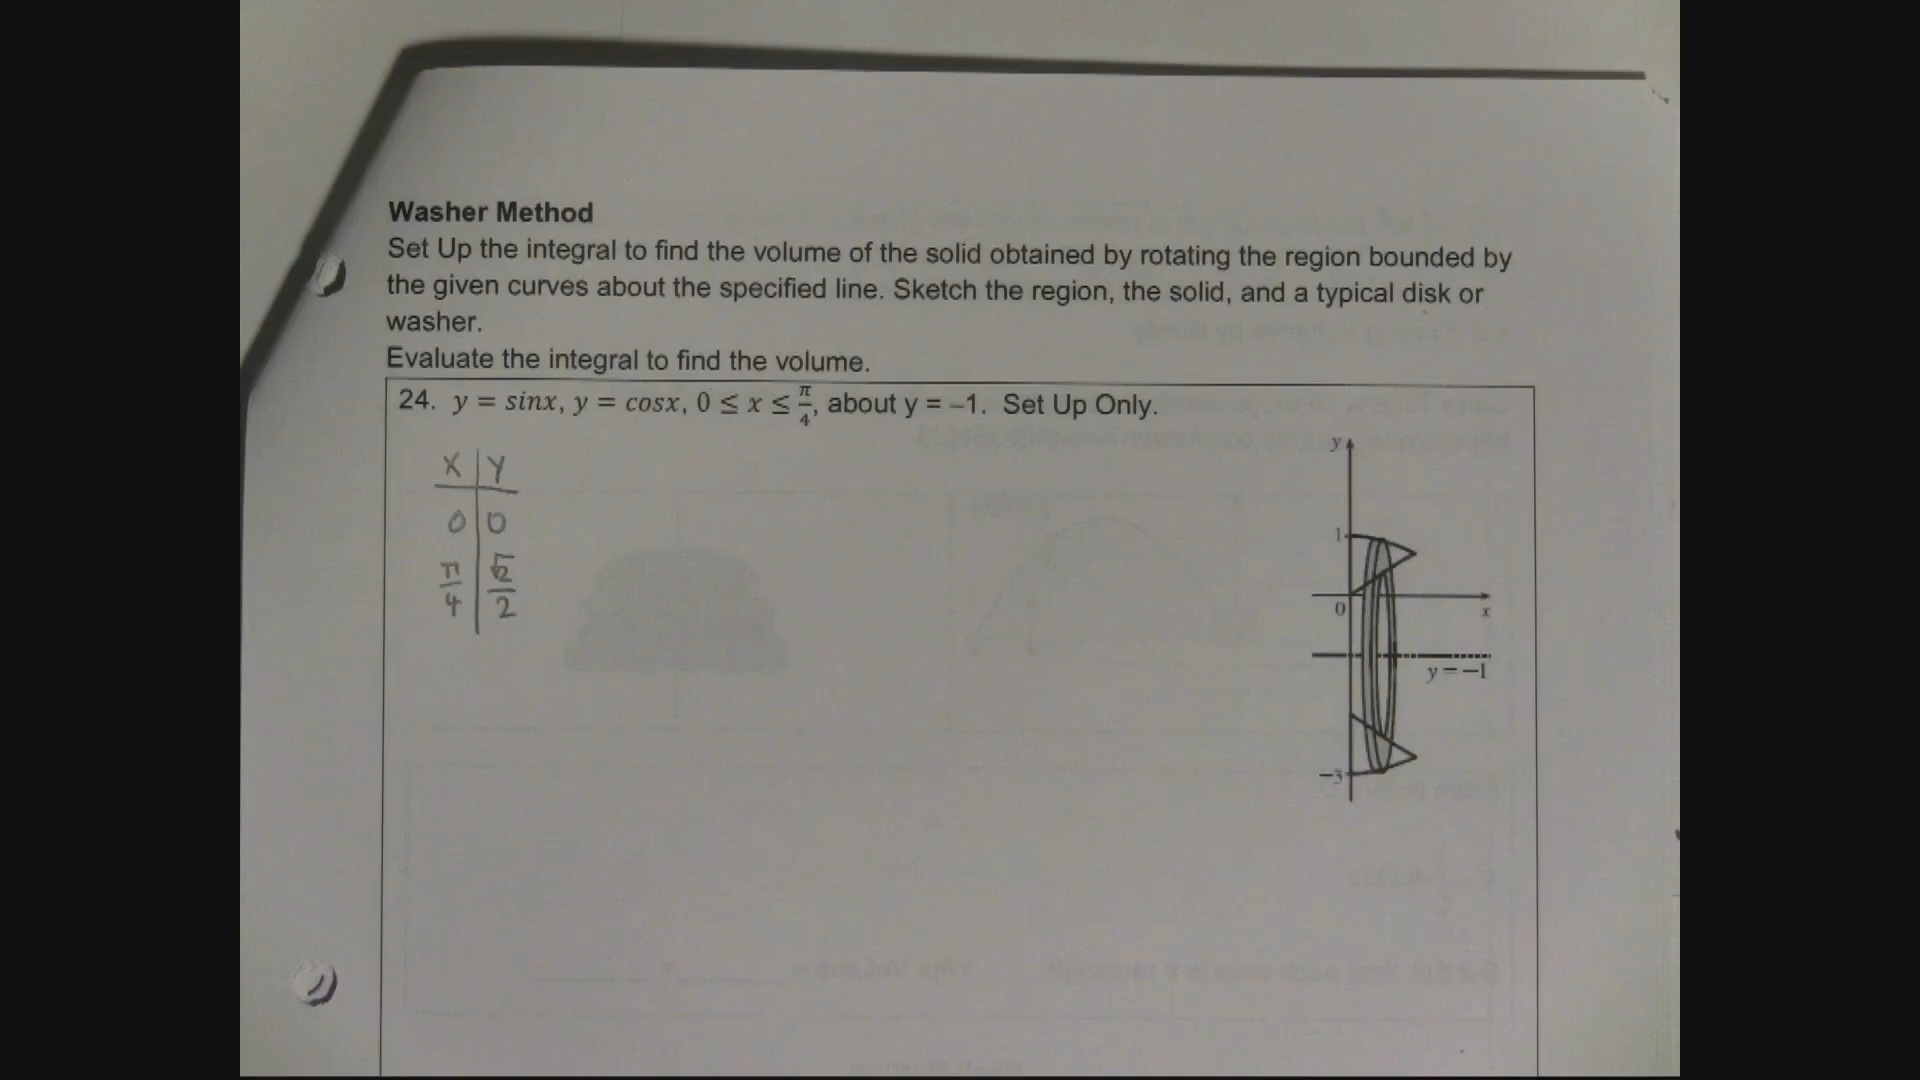 Washer Method
Set Up the integral to find the volume of the solid obtained by rotating the region bounded by
the given curves about the specified line. Sketch the region, the solid, and a typical disk or
washer.
Evaluate the integral to find the volume.
24. y = sinx, y = cosx, 0 ≤ x ≤ π/4, about y = −1. Set Up Only.
X Y
0 0
π/4 √2/2
y
1
0 x
y = −1
−3